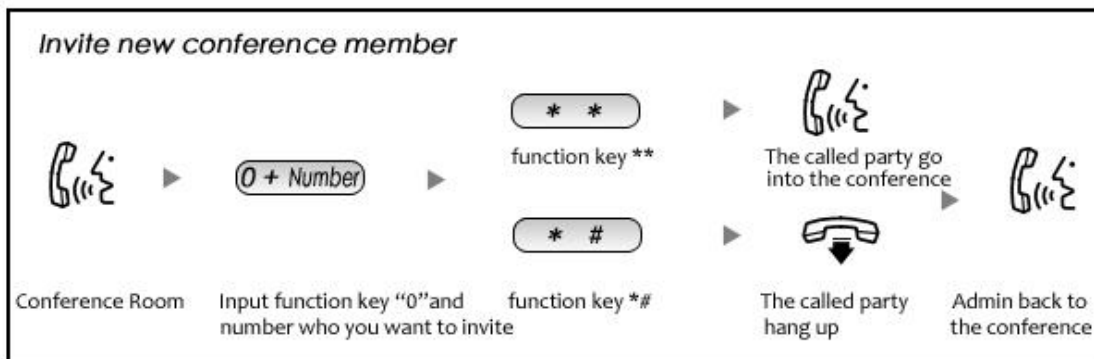 Invite new conference member
* *
function key **
The called party go
into the conference
0 + Number
* #
Conference Room
Input function key “0”and
number who you want to invite
function key *#
The called party
hang up
Admin back to
the conference